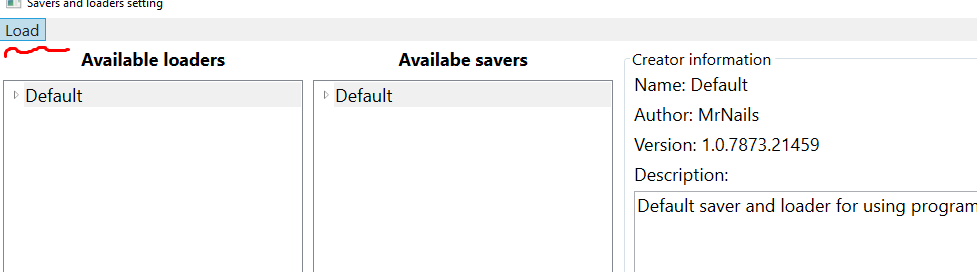 Savers and loaders setting
Load
Available loaders
Availabe savers
Default
Default
Creator information
Name: Default
Author: MrNails
Version: 1.0.7873.21459
Description:
Default saver and loader for using program